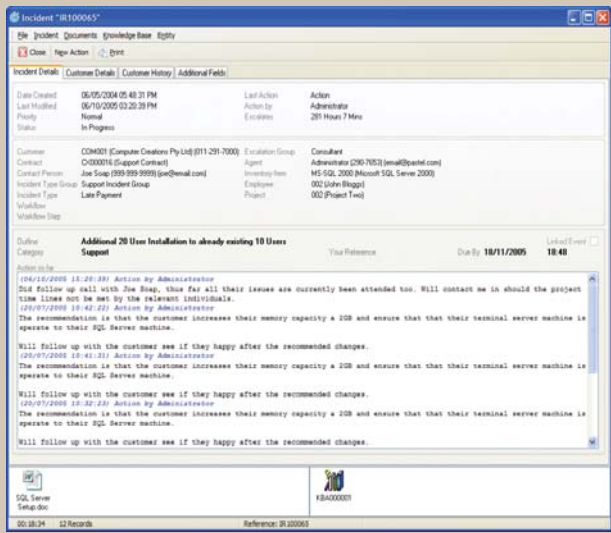 Incident "IR100065"
File Incident Documents Knowledge Base Entity
Close New Action Print
Incident Details Customer Details Customer History Additional Fields
Date Created 06/05/2004 05:48:31 PM Last Action Action
Last Modified 06/10/2005 03:20:39 PM Action by Administrator
Priority Normal Escalates 281 Hours 7 Mins
Status In Progress
Customer COM001 (Computer Creations Pty Ltd) (011-291-7000) Escalation Group Consultant
Contract CI000016 (Support Contract) Agent Administrator (290-7653) (email@pastel.com)
Contact Person Joe Soap (999-999-9999) (joe@email.com) Inventory Item MS-SQL 2000 (Microsoft SQL Server 2000)
Incident Type Group Support Incident Group Employee 002 (John Bloggs)
Incident Type Late Payment Project 002 (Project Two)
Workflow
Workflow Step
Outline Additional 20 User Installation to already existing 10 Users Linked Event
Category Support Your Reference Due By 18/11/2005 18:48
Action so far
(06/10/2005 15:20:39) Action by Administrator
Did follow up call with Joe Soap, thus far all their issues are currently been attended too. Will contact me in should the project
time lines not be met by the relevant individuals.
(20/07/2005 10:42:22) Action by Administrator
The recommendation is that the customer increases their memory capacity a 2GB and ensure that that their terminal server machine is
sperate to their SQL Server machine.
Will follow up with the customer see if they happy after the recommended changes.
(20/07/2005 10:41:31) Action by Administrator
The recommendation is that the customer increases their memory capacity a 2GB and ensure that that their terminal server machine is
sperate to their SQL Server machine.
Will follow up with the customer see if they happy after the recommended changes.
(20/07/2005 10:32:23) Action by Administrator
The recommendation is that the customer increases their memory capacity a 2GB and ensure that that their terminal server machine is
sperate to their SQL Server machine.
Will follow up with the customer see if they happy after the recommended changes.
SQL Server
Setup.doc
KBA000001
00:18:34 12 Records Reference: IR100065